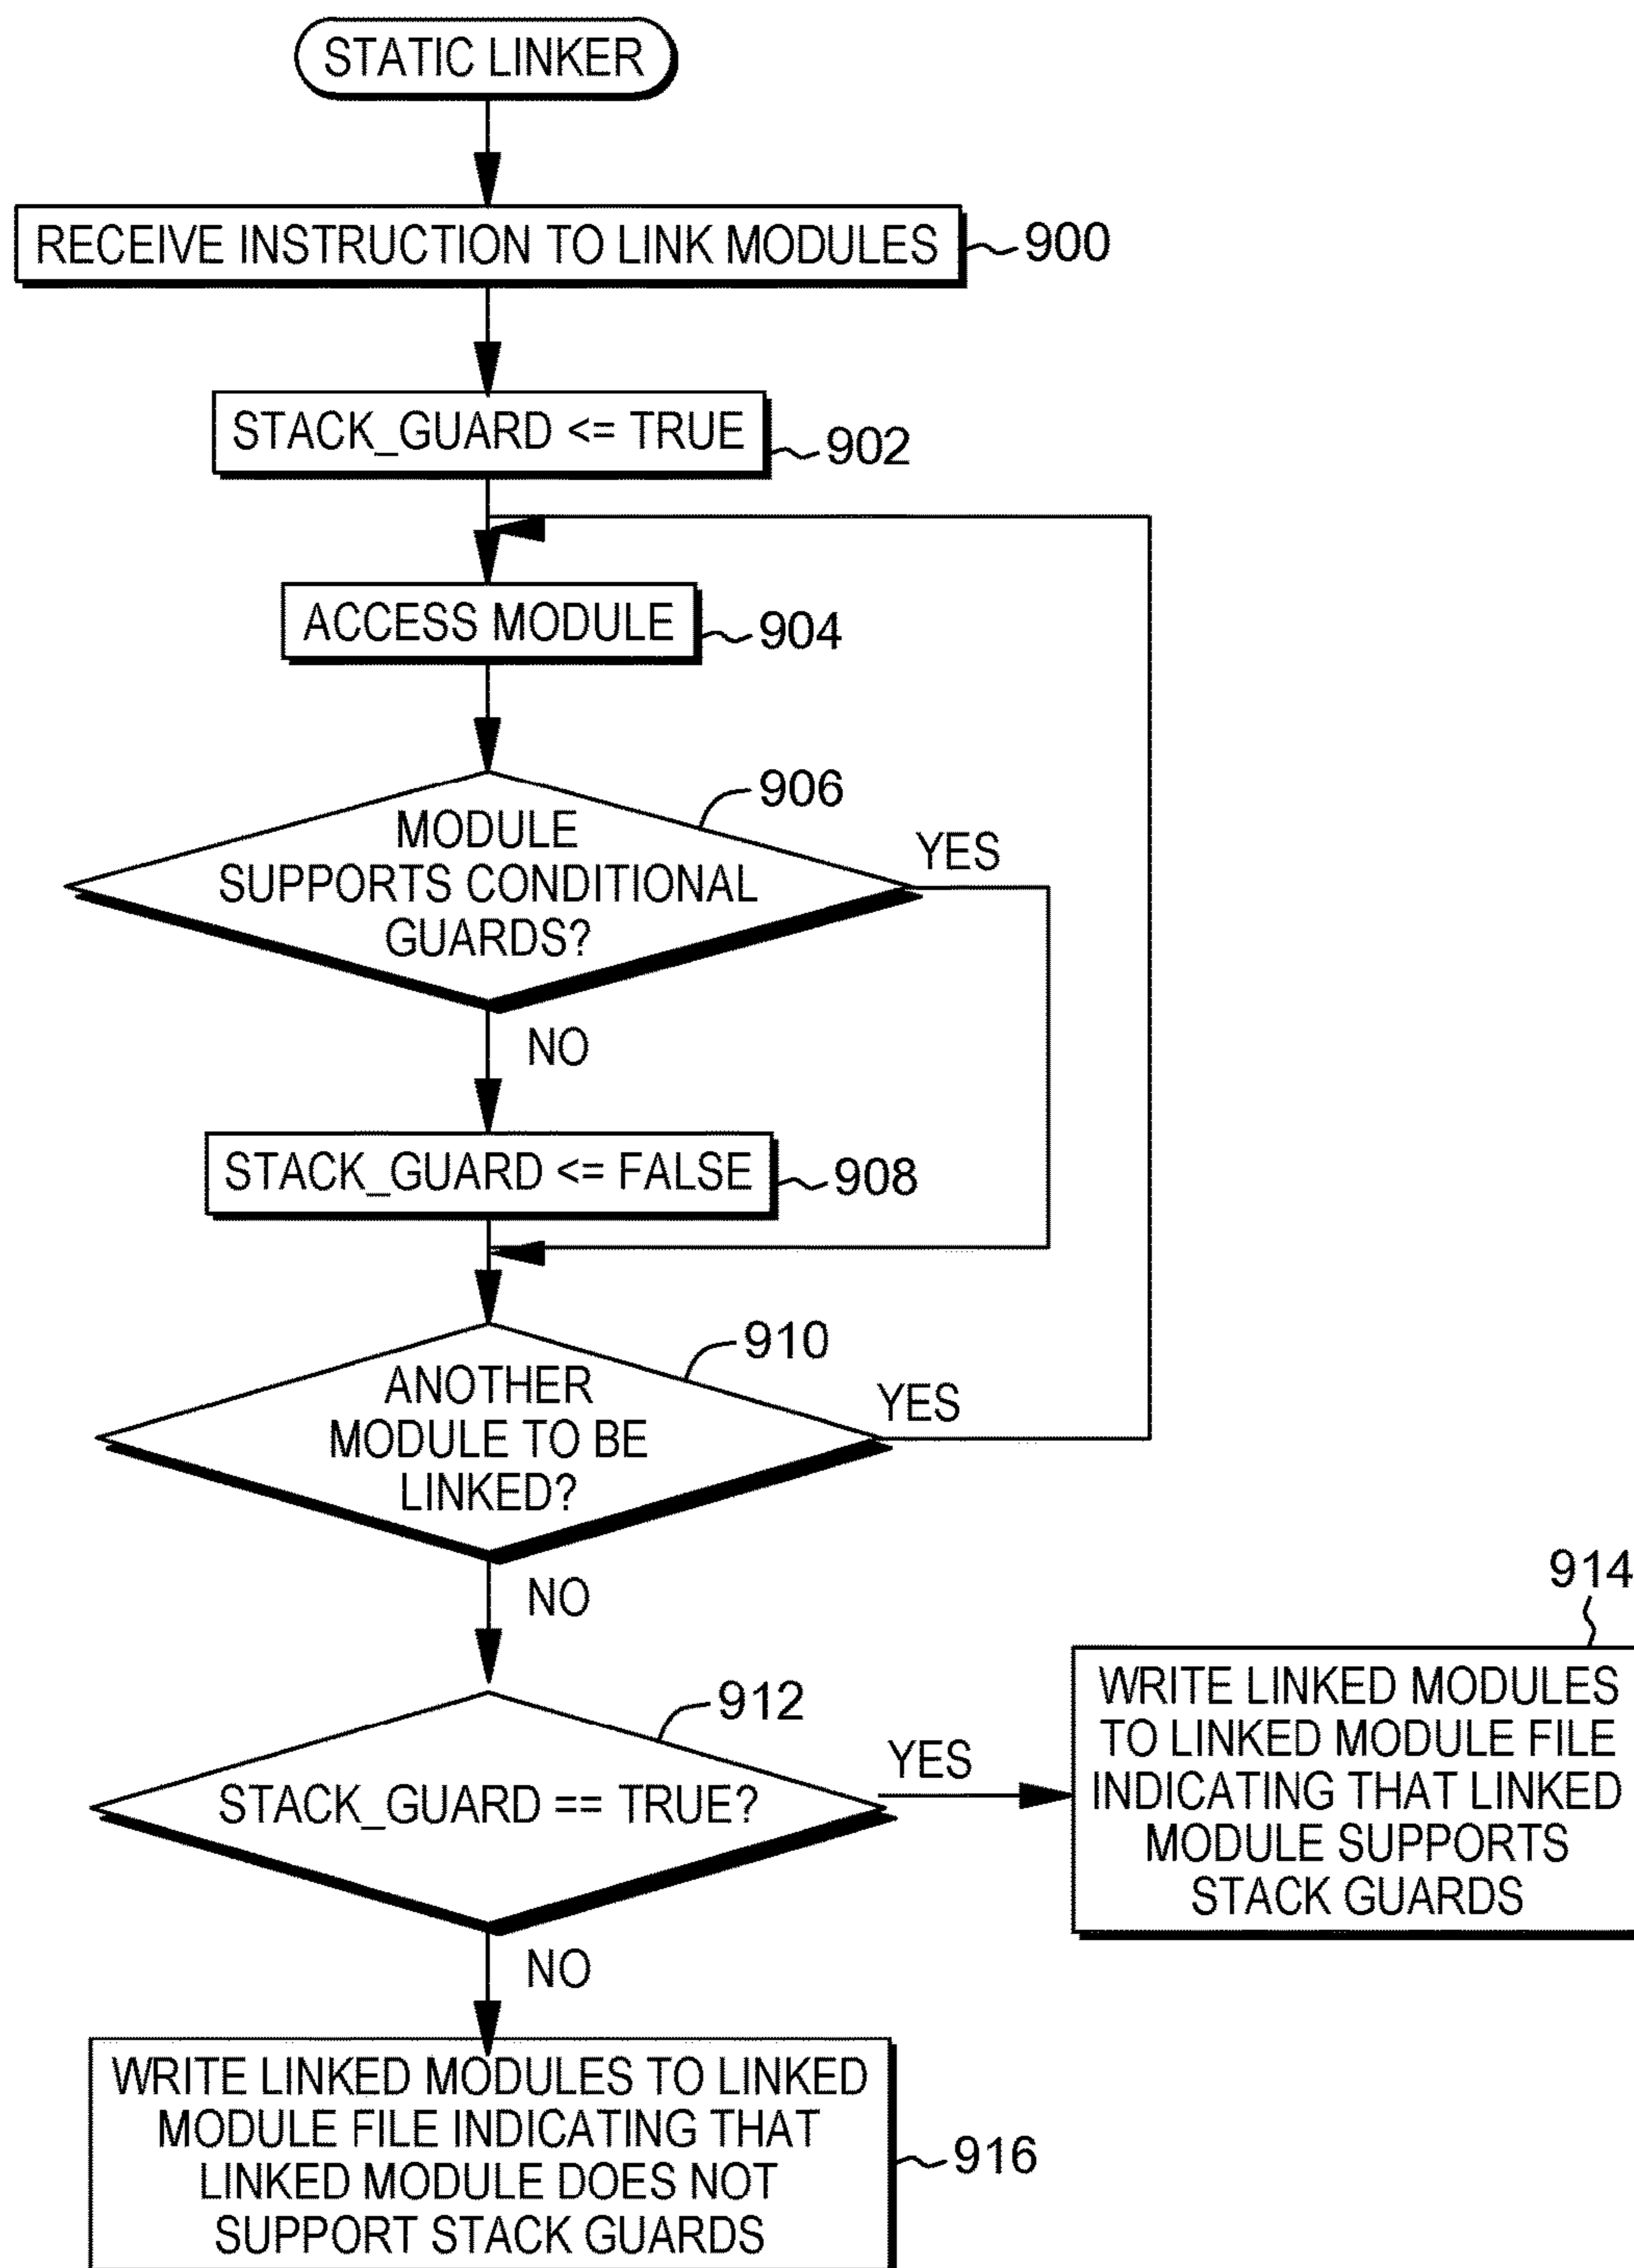 STATIC LINKER
RECEIVE INSTRUCTION TO LINK MODULES
900
STACK_GUARD <= TRUE
902
ACCESS MODULE
904
906
MODULE
SUPPORTS CONDITIONAL
GUARDS?
YES
NO
STACK_GUARD <= FALSE
908
910
ANOTHER
MODULE TO BE
LINKED?
YES
NO
912
STACK_GUARD == TRUE?
YES
914
WRITE LINKED MODULES
TO LINKED MODULE FILE
INDICATING THAT LINKED
MODULE SUPPORTS
STACK GUARDS
NO
WRITE LINKED MODULES TO LINKED
MODULE FILE INDICATING THAT
LINKED MODULE DOES NOT
SUPPORT STACK GUARDS
916